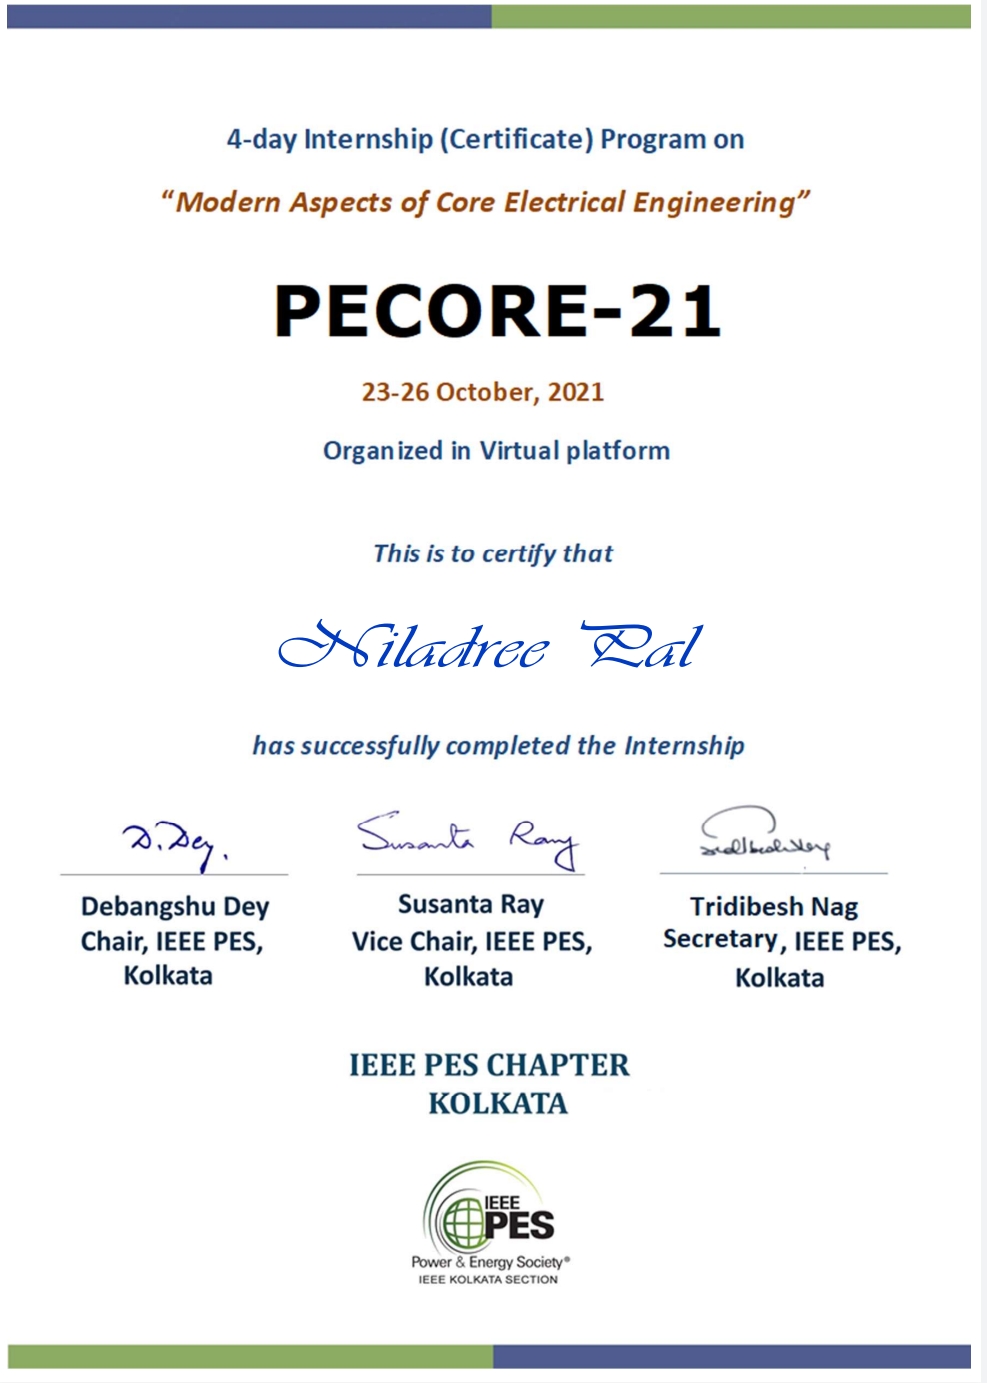 4-day Internship (Certificate) Program on
“Modern Aspects of Core Electrical Engineering”
PECORE-21
23-26 October, 2021
Organized in Virtual platform
This is to certify that
Niladree Pal
has successfully completed the Internship
D. Dey.
Susanta Ray
Debangshu Dey
Chair, IEEE PES,
Kolkata
Susanta Ray
Vice Chair, IEEE PES,
Kolkata
Tridibesh Nag
Secretary, IEEE PES,
Kolkata
IEEE PES CHAPTER
KOLKATA
IEEE
PES
Power & Energy Society®
IEEE KOLKATA SECTION